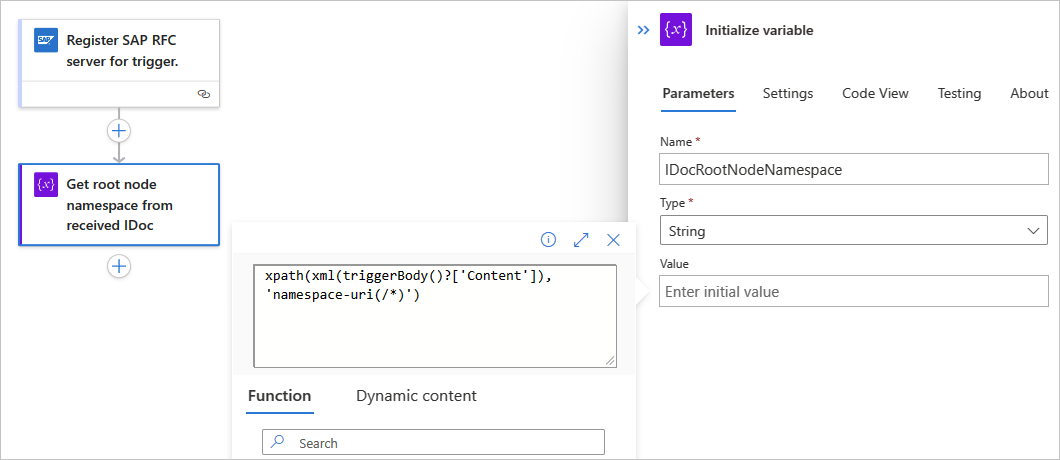 SAP
Register SAP RFC
server for trigger.
{x}
Get root node
namespace from
received IDoc
xpath(xml(triggerBody()?['Content']),
'namespace-uri(/*)')
Function
Dynamic content
Search
{x}
Initialize variable
Parameters
Settings
Code View
Testing
About
Name *
IDocRootNodeNamespace
Type *
String
Value
Enter initial value